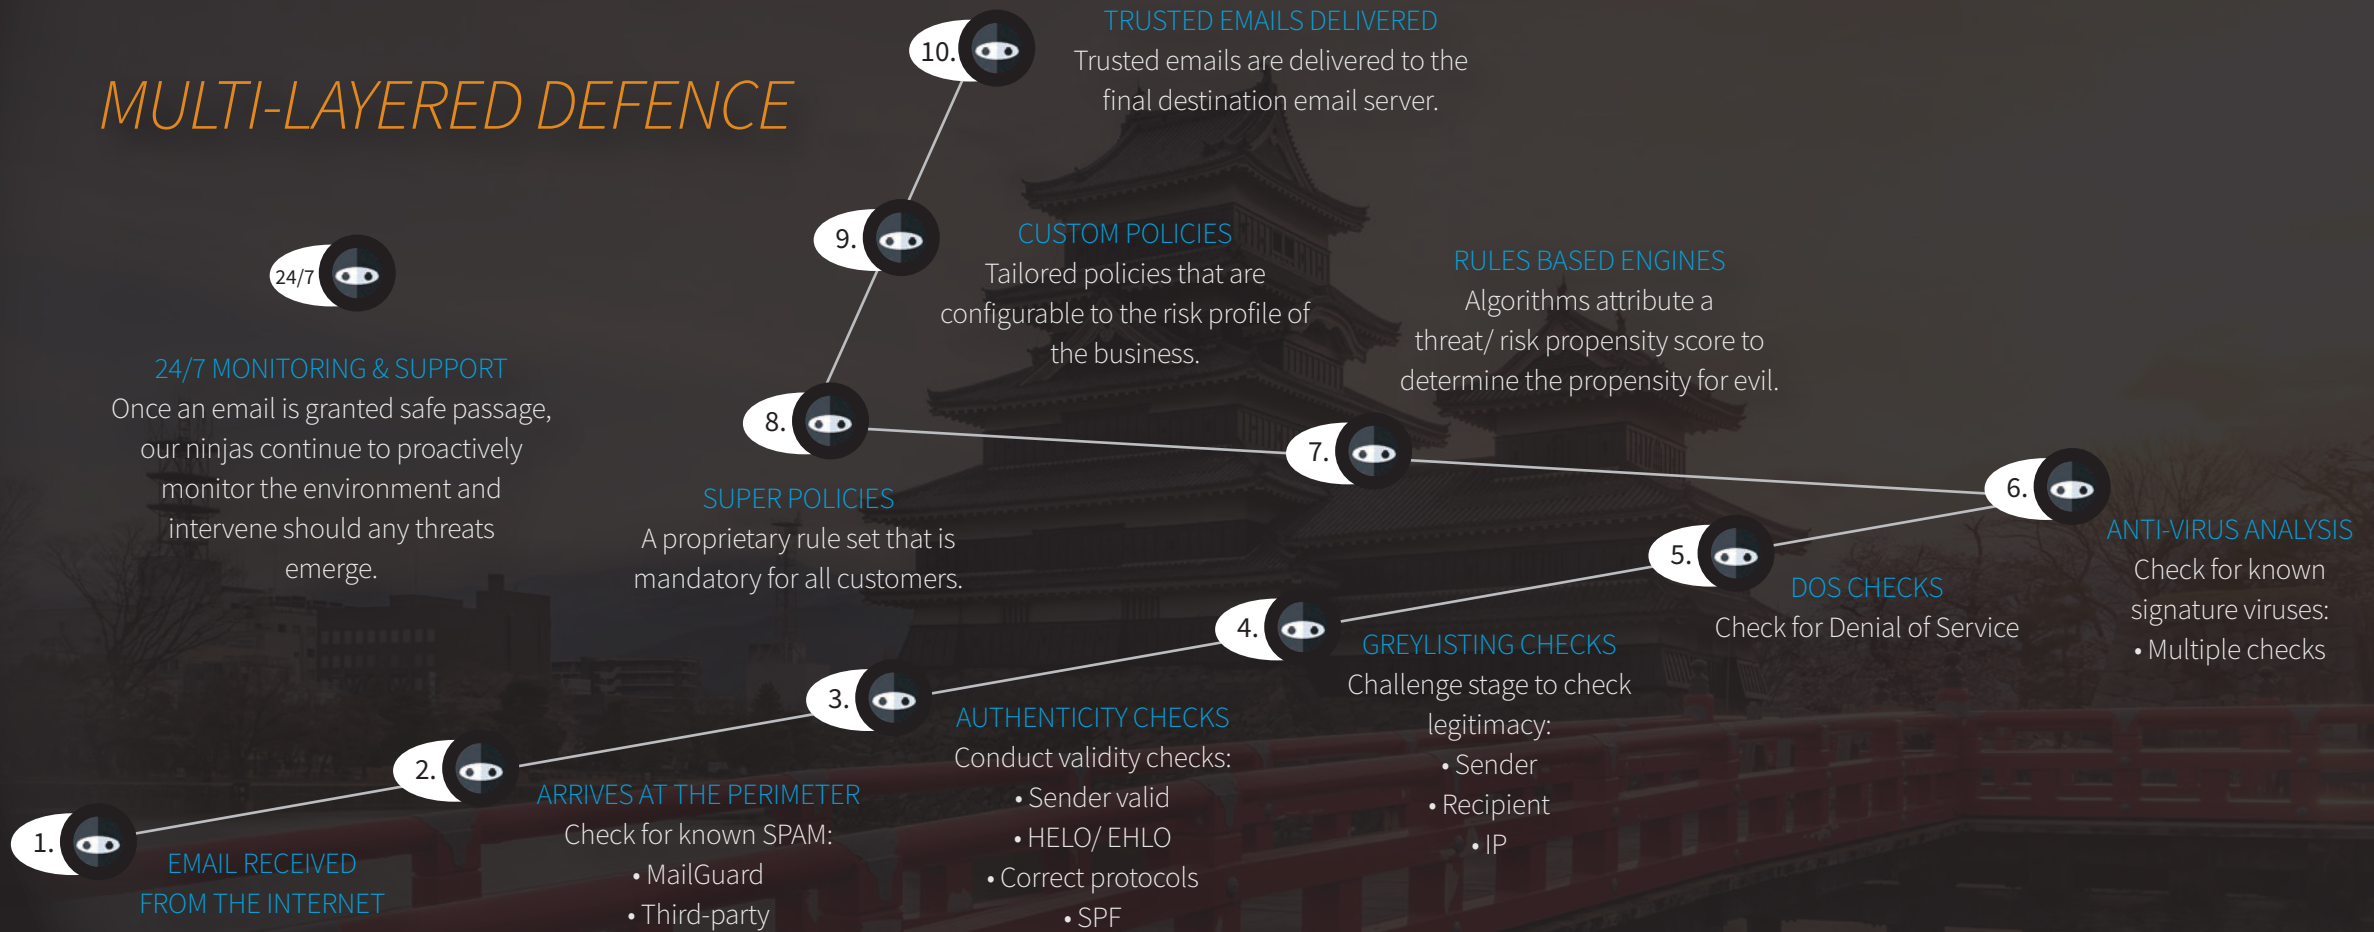 MULTI-LAYERED DEFENCE
24/7
24/7 MONITORING & SUPPORT
Once an email is granted safe passage,
our ninjas continue to proactively
monitor the environment and
intervene should any threats
emerge.
1.
EMAIL RECEIVED
FROM THE INTERNET
2.
ARRIVES AT THE PERIMETER
Check for known SPAM:
• MailGuard
• Third-party
3.
AUTHENTICITY CHECKS
Conduct validity checks:
• Sender valid
• HELO/ EHLO
• Correct protocols
• SPF
4.
GREYLISTING CHECKS
Challenge stage to check
legitimacy:
• Sender
• Recipient
• IP
5.
DOS CHECKS
Check for Denial of Service
6.
ANTI-VIRUS ANALYSIS
Check for known
signature viruses:
• Multiple checks
7.
RULES BASED ENGINES
Algorithms attribute a
threat/ risk propensity score to
determine the propensity for evil.
8.
SUPER POLICIES
A proprietary rule set that is
mandatory for all customers.
9.
CUSTOM POLICIES
Tailored policies that are
configurable to the risk profile of
the business.
10.
TRUSTED EMAILS DELIVERED
Trusted emails are delivered to the
final destination email server.